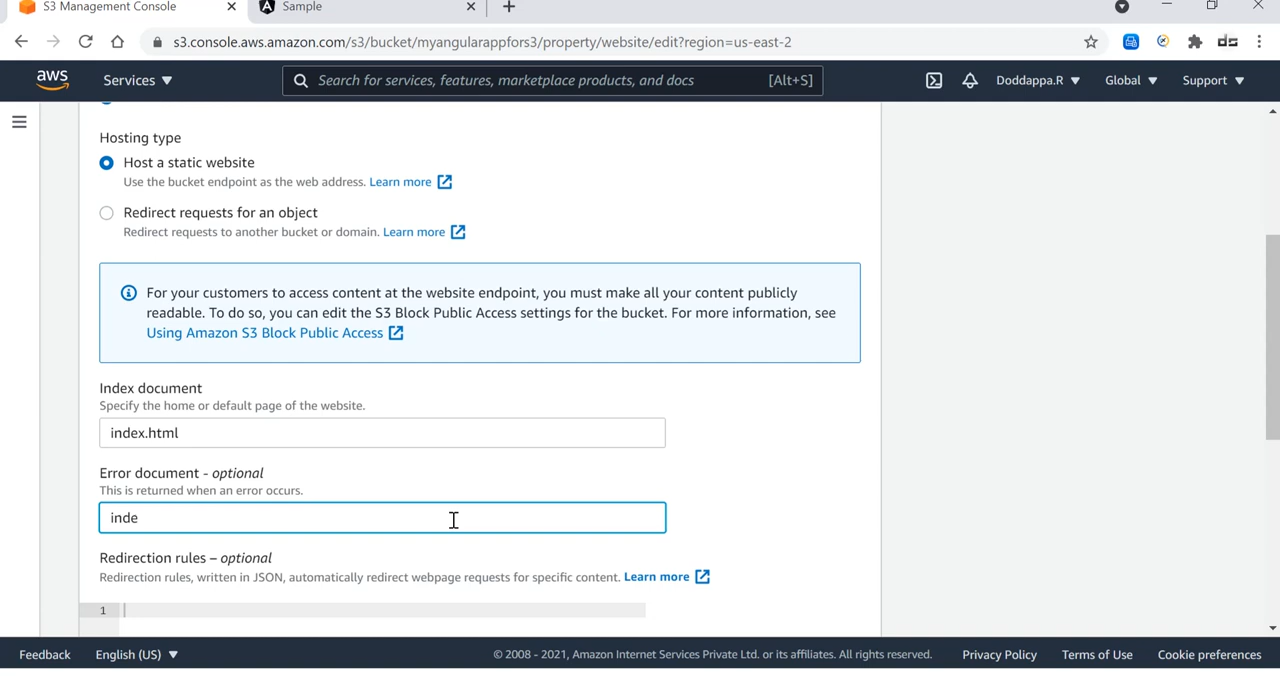 S3 Management Console
Sample
s3.console.aws.amazon.com/s3/bucket/myangularappfors3/property/website/edit?region=us-east-2
aws
Services
Search for services, features, marketplace products, and docs [Alt+S]
Doddappa.R
Global
Support
Hosting type
Host a static website
Use the bucket endpoint as the web address. Learn more
Redirect requests for an object
Redirect requests to another bucket or domain. Learn more
For your customers to access content at the website endpoint, you must make all your content publicly
readable. To do so, you can edit the S3 Block Public Access settings for the bucket. For more information, see
Using Amazon S3 Block Public Access
Index document
Specify the home or default page of the website.
index.html
Error document - optional
This is returned when an error occurs.
inde
Redirection rules – optional
Redirection rules, written in JSON, automatically redirect webpage requests for specific content. Learn more
1
Feedback
English (US)
© 2008 - 2021, Amazon Internet Services Private Ltd. or its affiliates. All rights reserved.
Privacy Policy
Terms of Use
Cookie preferences